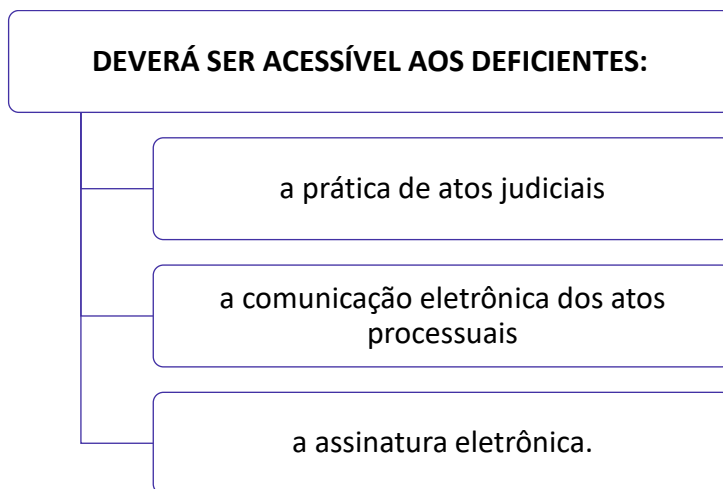 DEVERÁ SER ACESSÍVEL AOS DEFICIENTES:
a prática de atos judiciais
a comunicação eletrônica dos atos
processuais
a assinatura eletrônica.